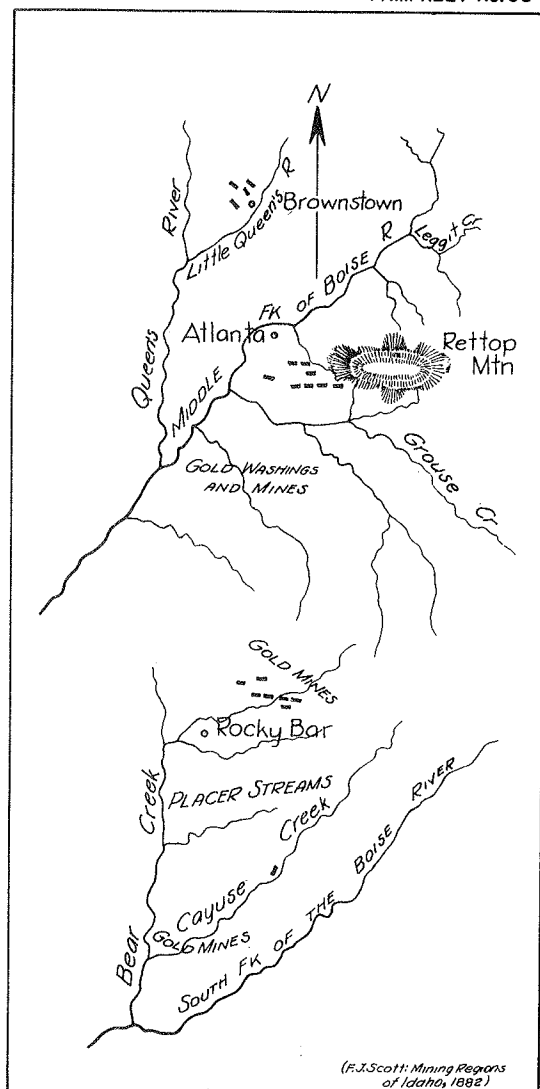 N
Queens River
Little Queen's R
Brownstown
Leggit Cr
Middle Fk of Boise R
Atlanta
Rettop
Mtn
Gold Washings
and Mines
Grouse Cr
Gold Mines
Rocky Bar
Placer Streams
Bear Creek
Cayuse Creek
Gold Mines
South Fk of the Boise River
(F.J.Scott: Mining Regions
of Idaho, 1882)